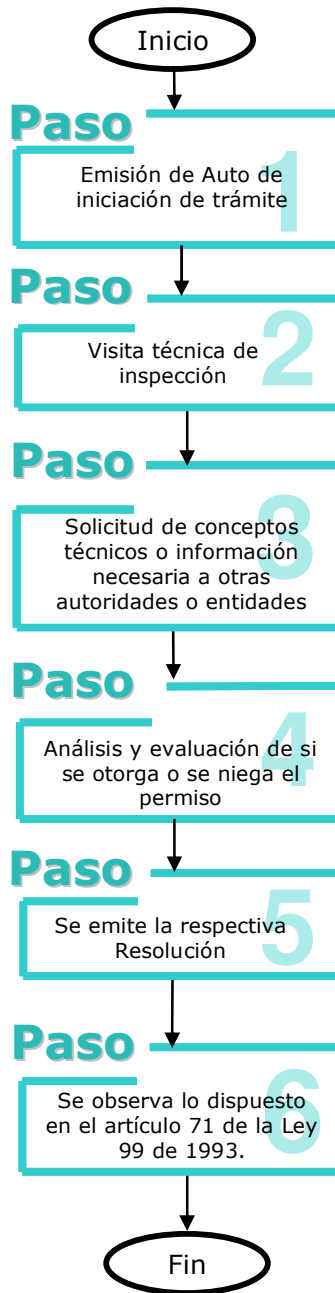 Inicio
Paso
1
Emisión de Auto de
iniciación de trámite
Paso
2
Visita técnica de
inspección
Paso
3
Solicitud de conceptos
técnicos o información
necesaria a otras
autoridades o entidades
Paso
4
Análisis y evaluación de si
se otorga o se niega el
permiso
Paso
5
Se emite la respectiva
Resolución
Paso
6
Se observa lo dispuesto
en el artículo 71 de la Ley
99 de 1993.
Fin